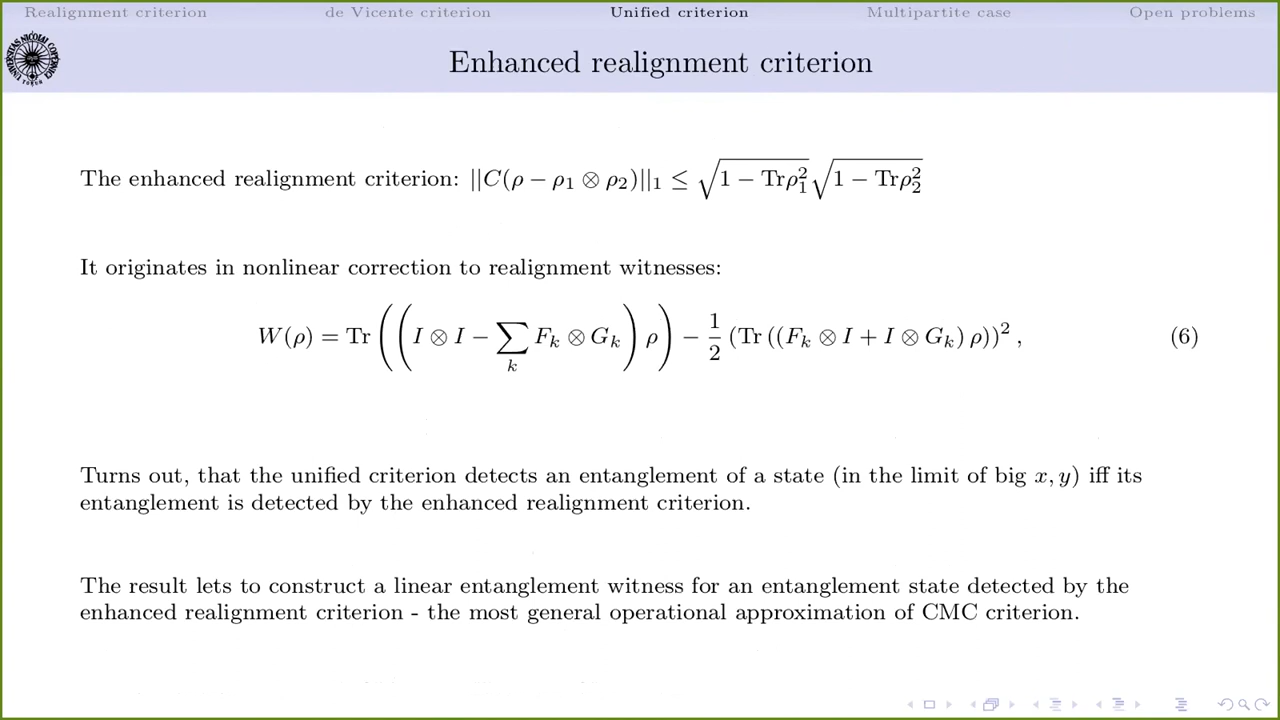 Realignment criterion de Vicente criterion Unified criterion Multipartite case Open problems
Enhanced realignment criterion
The enhanced realignment criterion: ||C(ρ − ρ₁ ⊗ ρ₂)||₁ ≤ √(1 − Trρ₁²) √(1 − Trρ₂²)
It originates in nonlinear correction to realignment witnesses:
W(ρ) = Tr((I ⊗ I − ∑ₖ Fₖ ⊗ Gₖ) ρ) − 1/2 (Tr ((Fₖ ⊗ I + I ⊗ Gₖ) ρ))², (6)
Turns out, that the unified criterion detects an entanglement of a state (in the limit of big x, y) iff its
entanglement is detected by the enhanced realignment criterion.
The result lets to construct a linear entanglement witness for an entanglement state detected by the
enhanced realignment criterion - the most general operational approximation of CMC criterion.